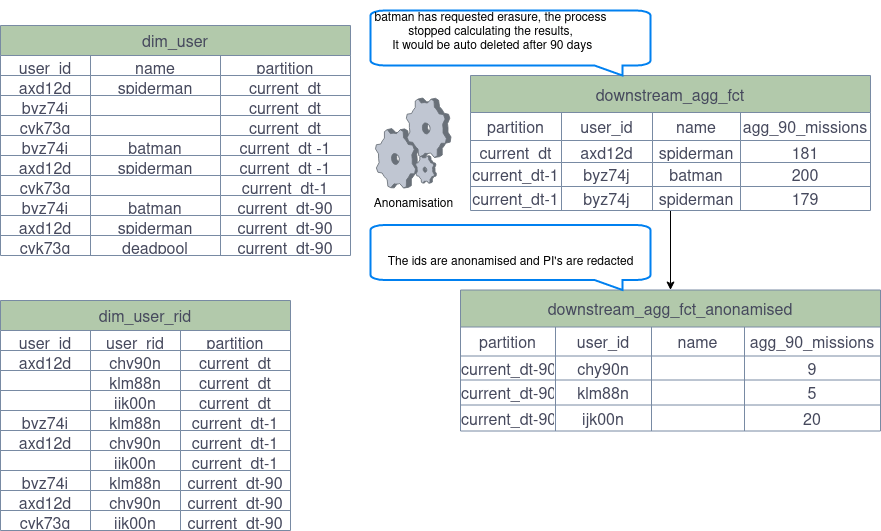 batman has requested erasure, the process
stopped calculating the results,
It would be auto deleted after 90 days
dim_user
user_id name partition
axd12d spiderman current_dt
byz74j current_dt
cvk73g current_dt
byz74j batman current_dt -1
axd12d spiderman current_dt -1
cvk73g current_dt-1
byz74j batman current_dt-90
axd12d spiderman current_dt-90
cvk73g deadpool current_dt-90
Anonamisation
downstream_agg_fct
partition user_id name agg_90_missions
current_dt axd12d spiderman 181
current_dt-1 byz74j batman 200
current_dt-1 byz74j spiderman 179
The ids are anonamised and PI's are redacted
dim_user_rid
user_id user_rid partition
axd12d chy90n current_dt
klm88n current_dt
ijk00n current_dt
byz74j klm88n current_dt-1
axd12d chy90n current_dt-1
ijk00n current_dt-1
byz74j klm88n current_dt-90
axd12d chy90n current_dt-90
cvk73g ijk00n current_dt-90
downstream_agg_fct_anonamised
partition user_id name agg_90_missions
current_dt-90 chy90n 9
current_dt-90 klm88n 5
current_dt-90 ijk00n 20